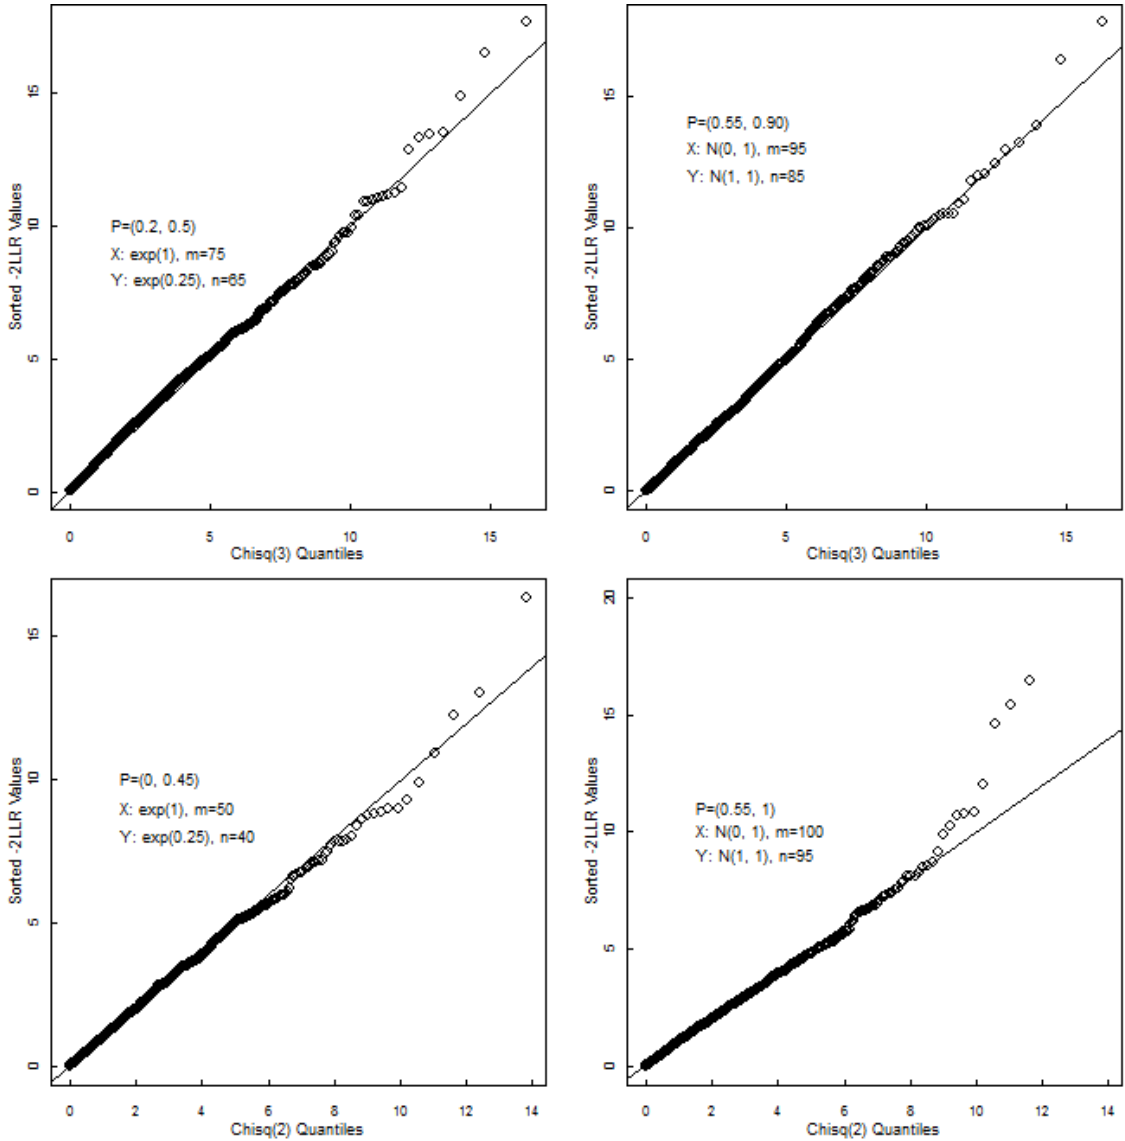 Sorted -2LLR Values
15
10
5
0
P=(0.2, 0.5)
X: exp(1), m=75
Y: exp(0.25), n=65
0 5 10 15
Chisq(3) Quantiles
Sorted -2LLR Values
15
10
5
0
P=(0.55, 0.90)
X: N(0, 1), m=95
Y: N(1, 1), n=85
0 5 10 15
Chisq(3) Quantiles
Sorted -2LLR Values
15
10
5
0
P=(0, 0.45)
X: exp(1), m=50
Y: exp(0.25), n=40
0 2 4 6 8 10 12 14
Chisq(2) Quantiles
Sorted -2LLR Values
20
15
10
5
0
P=(0.55, 1)
X: N(0, 1), m=100
Y: N(1, 1), n=95
0 2 4 6 8 10 12 14
Chisq(2) Quantiles